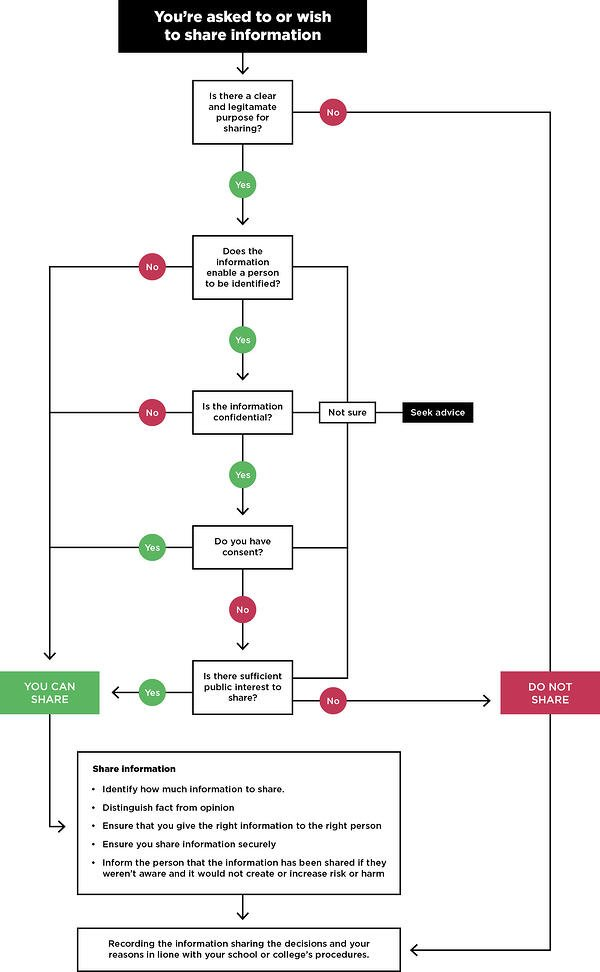 You're asked to or wish
to share information
Is there a clear
and legitamate
purpose for
sharing?
No
Yes
Does the
information
enable a person
to be identified?
No
Yes
Is the information
confidential?
No
Not sure
Seek advice
Yes
Do you have
consent?
Yes
No
Is there sufficient
public interest to
share?
Yes
No
YOU CAN
SHARE
DO NOT
SHARE
Share information
• Identify how much information to share.
• Distinguish fact from opinion
• Ensure that you give the right information to the right person
• Ensure you share information securely
• Inform the person that the information has been shared if they
weren't aware and it would not create or increase risk or harm
Recording the information sharing the decisions and your
reasons in lione with your school or college's procedures.